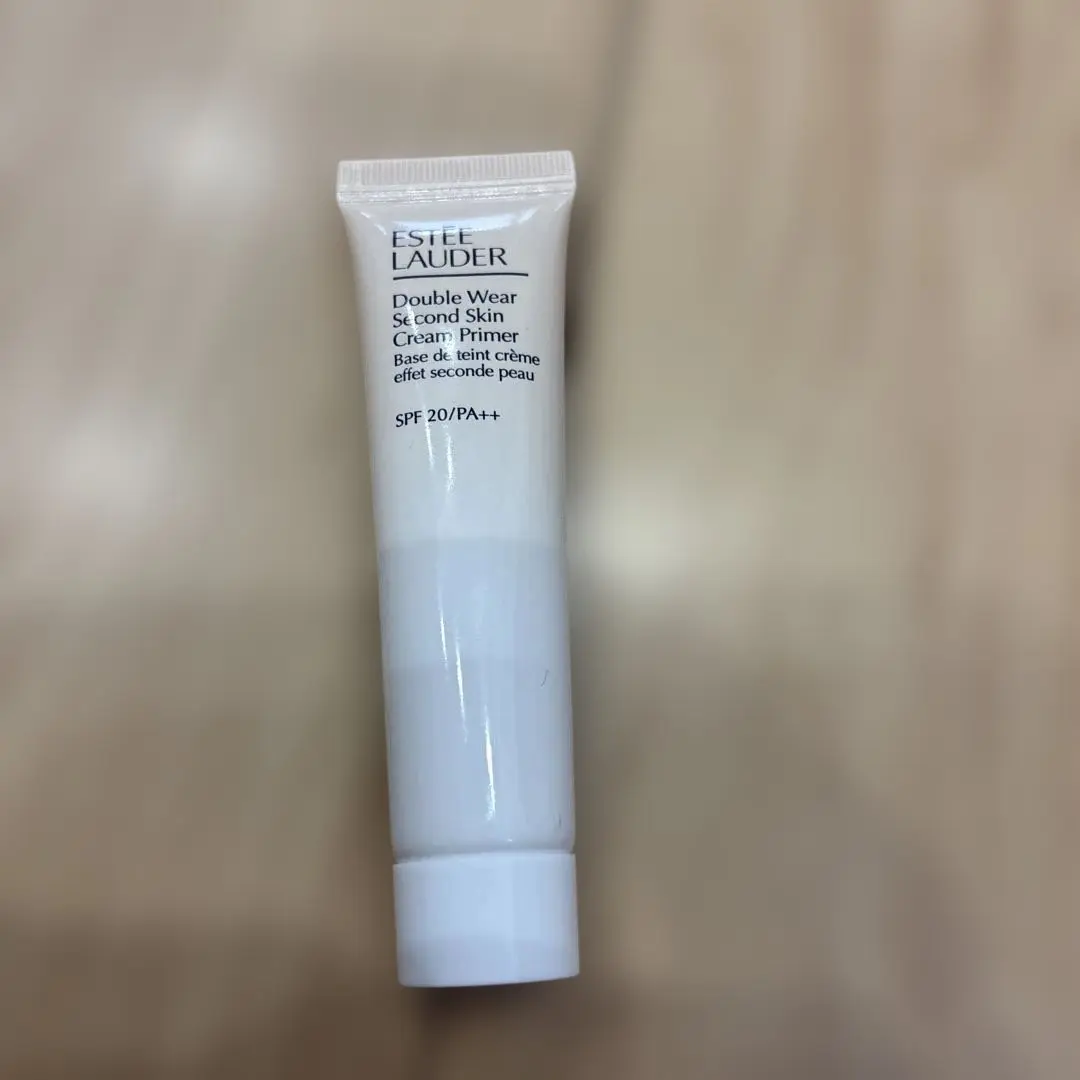 ESTĒE
LAUDER
Double Wear
Second Skin
Cream Primer
Base de teint crème
effet seconde peau
SPF 20/PA++